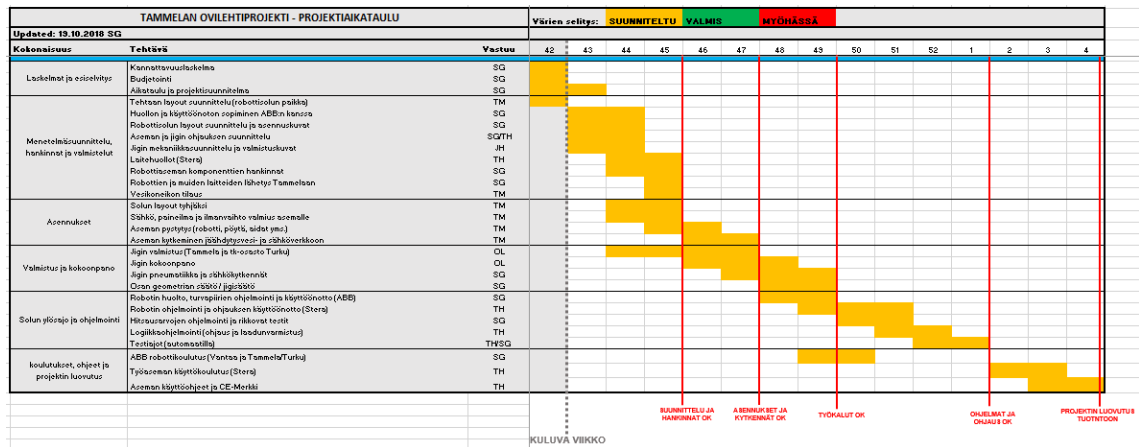 TAMMELAN OVILEHTIPROJEKTI - PROJEKTIAIKATAULU Värien selitys: SUUNNITELTU VALMIS MYÖHÄSSÄ
Updated: 19.10.2018 SG
Kokonaisuus Tehtävä Vastuu 42 43 44 45 46 47 48 49 50 51 52 1 2 3 4
Laskelmat ja esiselvitys
Kannattavuuslaskelma SG
Budjetointi SG
Aikataulu ja projektisuunnitelma SG
Menetelmäsuunnittelu,
hankinnat ja valmistelut
Tehtaan layout suunnittelu (robottisolun paikka) TM
Huollon ja käyttöönoton sopiminen ABB:n kanssa SG
Robottisolun layout suunnittelu ja asennuskuvat SG
Aseman ja jigin ohjauksen suunnittelu SG/TH
Jigin mekaniikkasuunnittelu ja valmistuskuvat JH
Laitehuollot (Stera) TH
Robottiaseman komponenttien hankinnat SG
Robottien ja muiden laitteiden lähetys Tammelaan SG
Vesikoneikon tilaus TM
Asennukset
Solun layout tyhjäksi TM
Sähkö, paineilma ja ilmanvaihto valmius asemalle TM
Aseman pystytys (robotti, pöytä, aidat yms.) TM
Aseman kytkeminen jäähdytysvesi- ja sähköverkkoon TM
Valmistus ja kokoonpano
Jigin valmistus (Tammela ja tk-osasto Turku) OL
Jigin kokoonpano OL
Jigin pneumatiikka ja sähkökytkennät SG
Osan geometrian säätö / jigisäätö SG
Solun ylösajo ja ohjelmointi
Robotin huolto, turvapiirien ohjelmointi ja käyttöönotto (ABB) SG
Robotin ohjelmointi ja ohjauksen käyttöönotto (Stera) TH
Hitsausarvojen ohjelmointi ja rikkovat testit SG
Logiikkaohjelmointi (ohjaus ja laadunvarmistus) TH
Testiajot (automaatilla) TH/SG
koulutukset, ohjeet ja
projektin luovutus
ABB robottikoulutus (Vantaa ja Tammela/Turku) SG
Työaseman käyttökoulutus (Stera) TH
Aseman käyttöohjeet ja CE-Merkki TH
SUUNNITTELU JA
HANKINNAT OK
ASENNUKSET JA
KYTKENNÄT OK
TYÖKALUT OK
OHJELMAT JA
OHJAUS OK
PROJEKTIN LUOVUTUS
TUOTNTOON
KULUVA VIIKKO